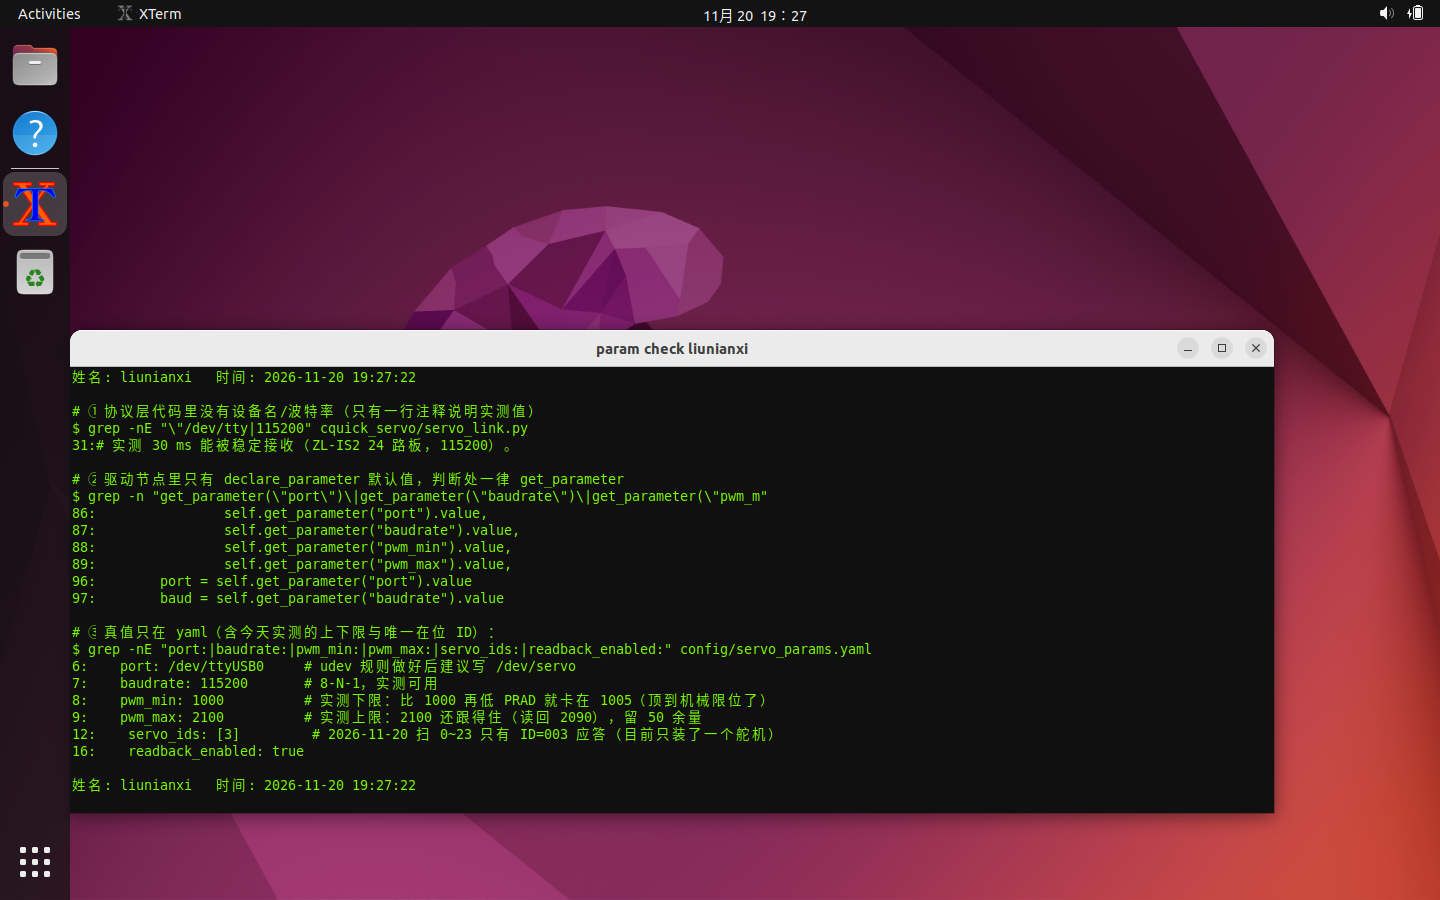 Activities
XTerm
11月 20 19：27
?
param check liunianxi
姓名: liunianxi   时间: 2026-11-20 19:27:22
# ① 协议层代码里没有设备名/波特率（只有一行注释说明实测值）
$ grep -nE "\"/dev/tty|115200" cquick_servo/servo_link.py
31:# 实测 30 ms 能被稳定接收（ZL-IS2 24 路板，115200）。
# ② 驱动节点里只有 declare_parameter 默认值，判断处一律 get_parameter
$ grep -n "get_parameter(\"port\")\|get_parameter(\"baudrate\")\|get_parameter(\"pwm_m"
86:                self.get_parameter("port").value,
87:                self.get_parameter("baudrate").value,
88:                self.get_parameter("pwm_min").value,
89:                self.get_parameter("pwm_max").value,
96:        port = self.get_parameter("port").value
97:        baud = self.get_parameter("baudrate").value
# ③ 真值只在 yaml（含今天实测的上下限与唯一在位 ID）：
$ grep -nE "port:|baudrate:|pwm_min:|pwm_max:|servo_ids:|readback_enabled:" config/servo_params.yaml
6:    port: /dev/ttyUSB0     # udev 规则做好后建议写 /dev/servo
7:    baudrate: 115200       # 8-N-1，实测可用
8:    pwm_min: 1000          # 实测下限：比 1000 再低 PRAD 就卡在 1005（顶到机械限位了）
9:    pwm_max: 2100          # 实测上限：2100 还跟得住（读回 2090），留 50 余量
12:    servo_ids: [3]         # 2026-11-20 扫 0~23 只有 ID=003 应答（目前只装了一个舵机）
16:    readback_enabled: true
姓名: liunianxi   时间: 2026-11-20 19:27:22